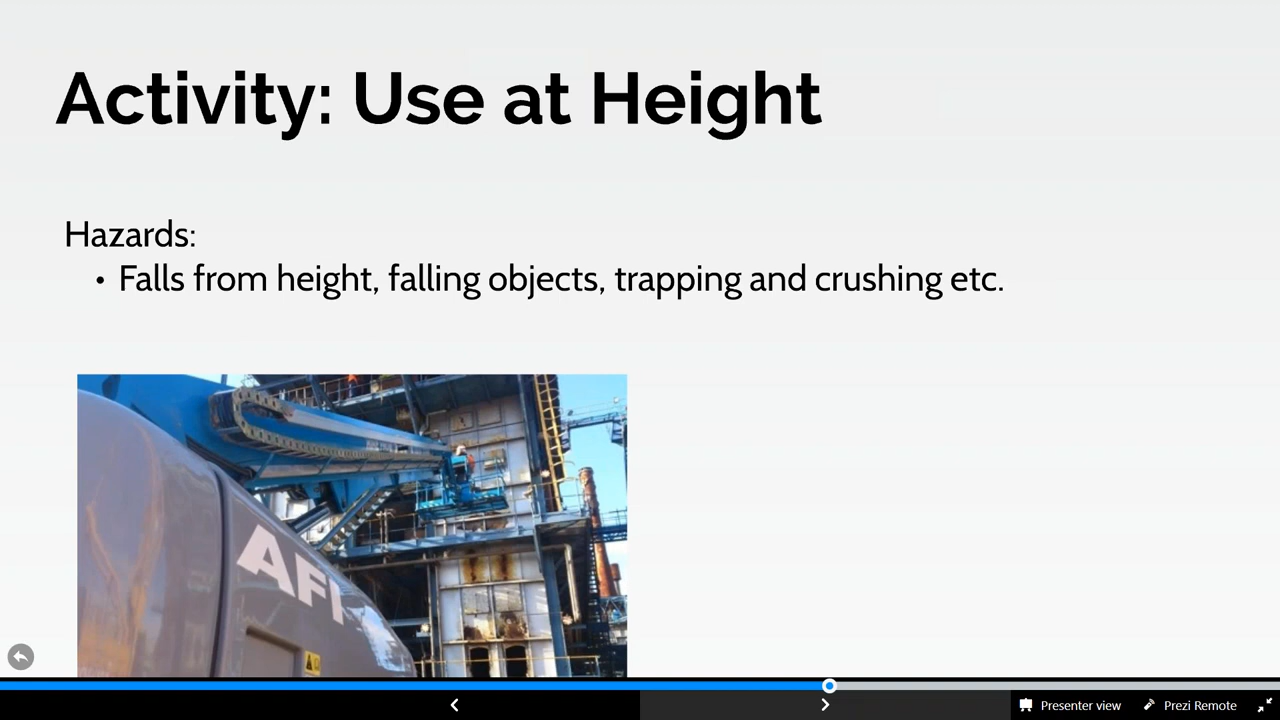 Activity: Use at Height
Hazards:
• Falls from height, falling objects, trapping and crushing etc.
AFI
Presenter view
Prezi Remote